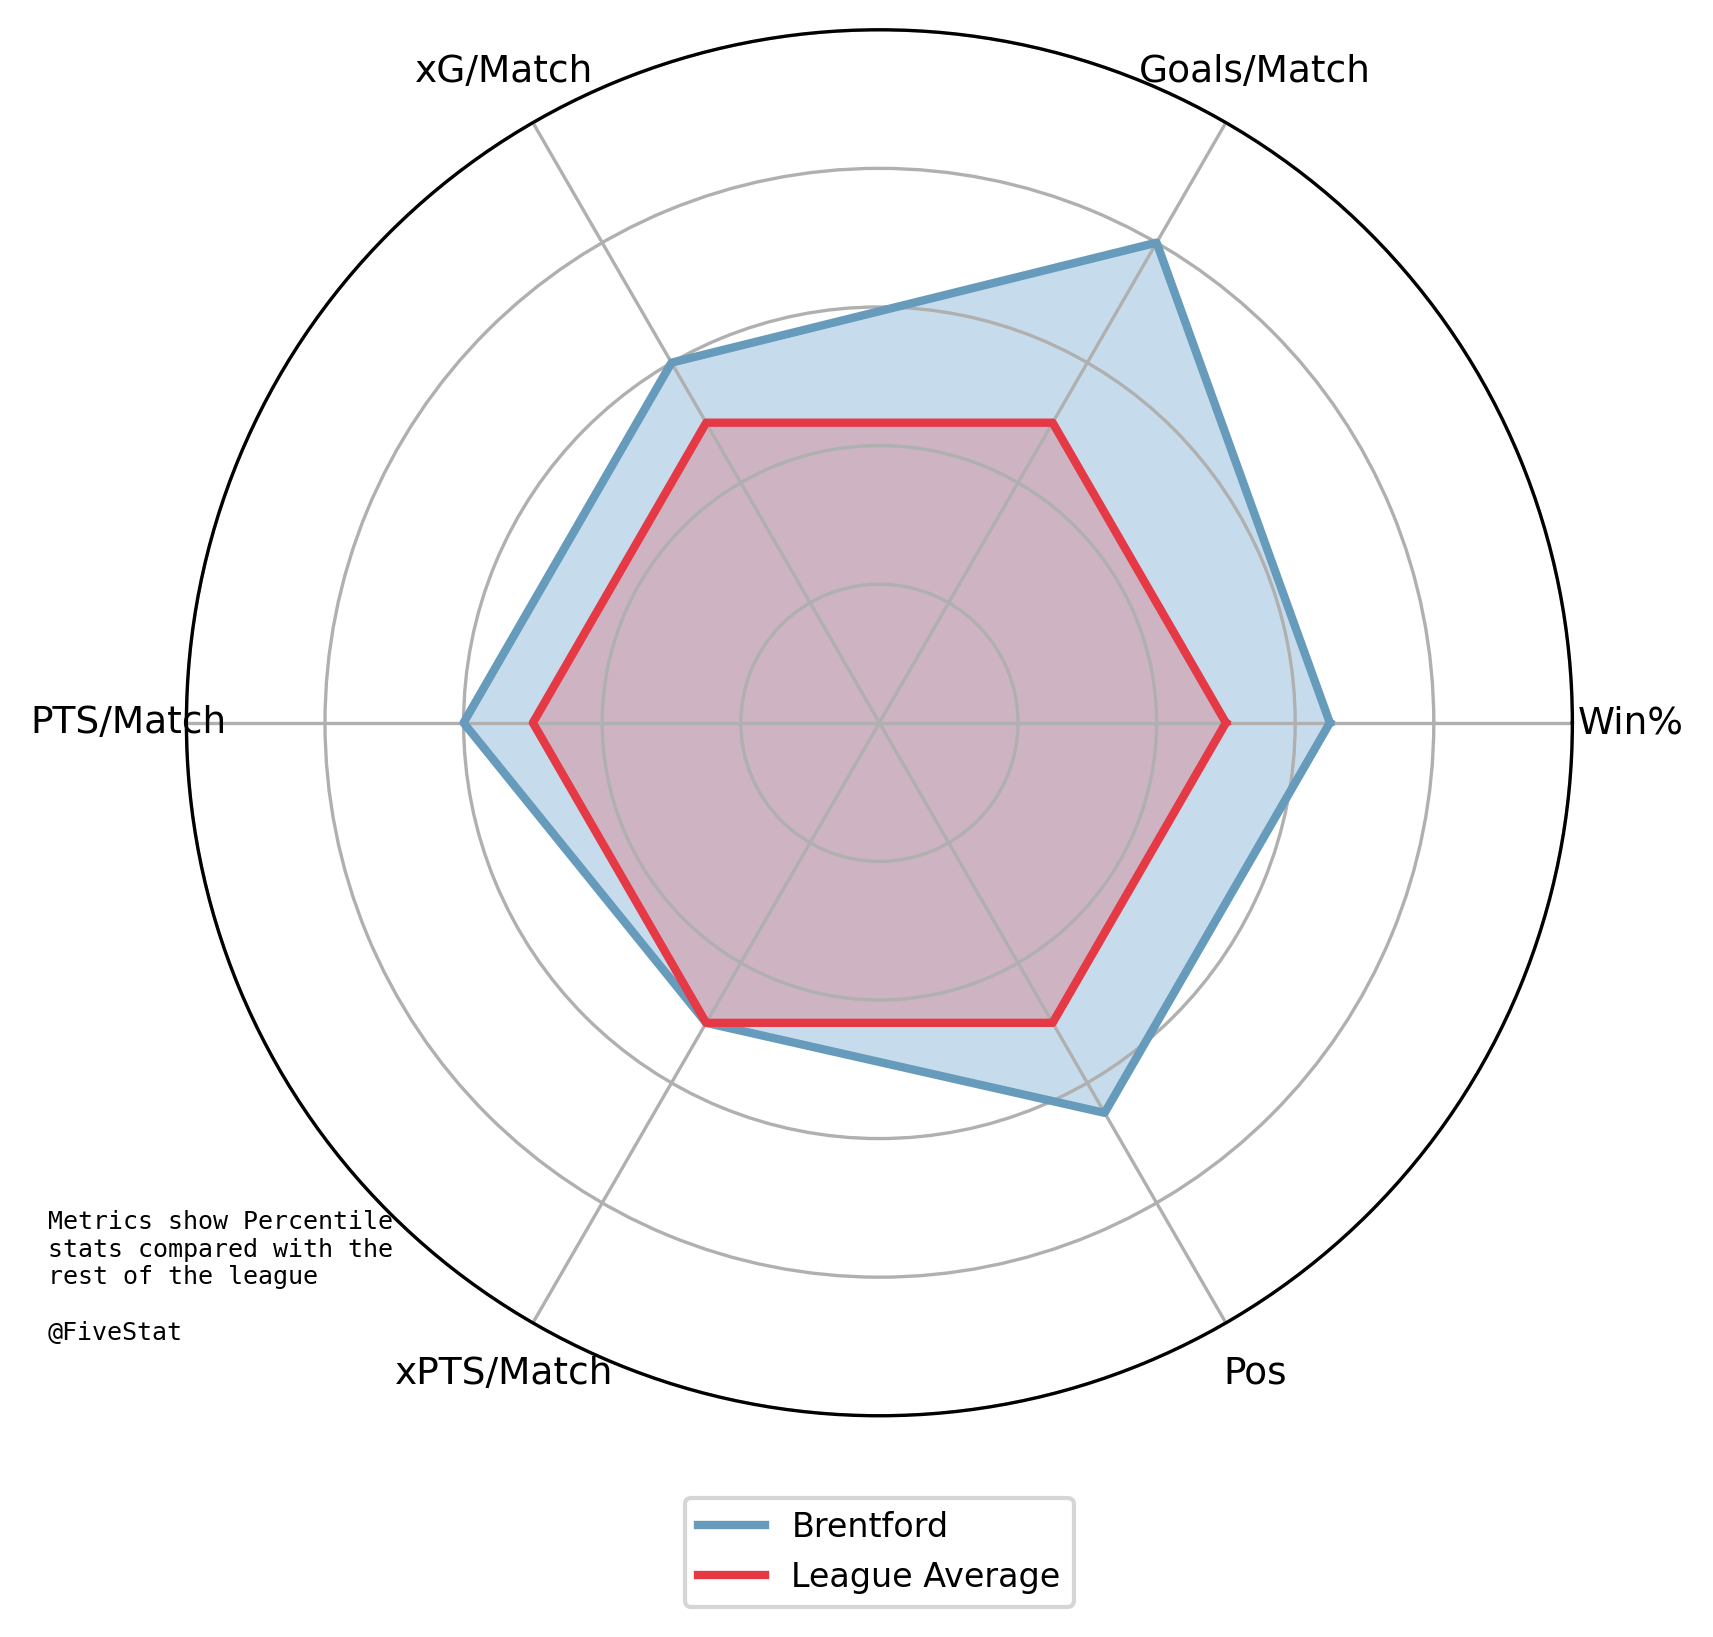 xG/Match
Goals/Match
PTS/Match
Win%
Metrics show Percentile
stats compared with the
rest of the league
@FiveStat
xPTS/Match
Pos
Brentford
League Average